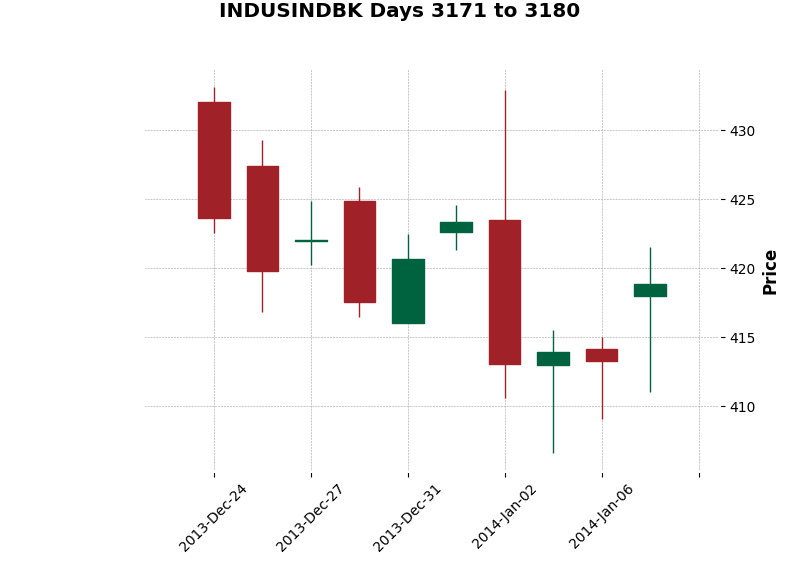 INDUSINDBK Days 3171 to 3180
430
425
420
415
410
Price
2013-Dec-24
2013-Dec-27
2013-Dec-31
2014-Jan-02
2014-Jan-06